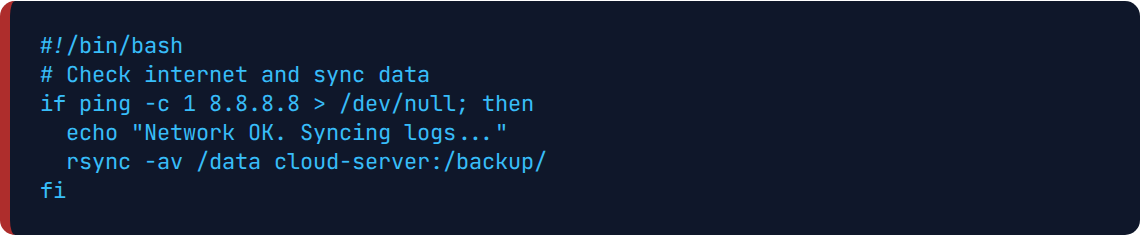 #!/bin/bash
# Check internet and sync data
if ping -c 1 8.8.8.8 > /dev/null; then
  echo "Network OK. Syncing logs..."
  rsync -av /data cloud-server:/backup/
fi